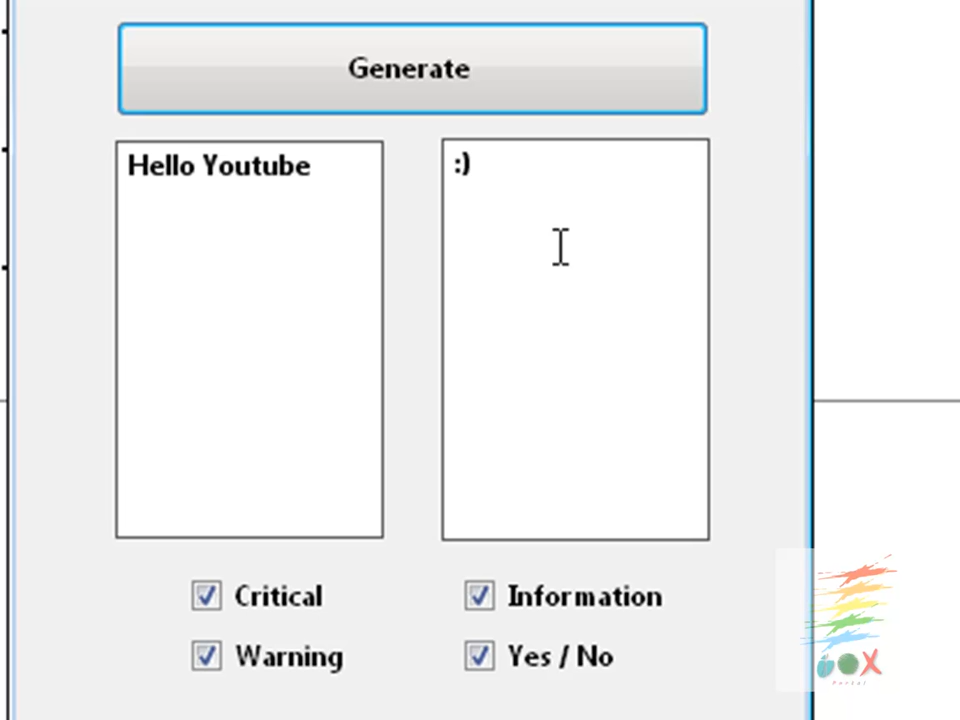 Generate
Hello Youtube
:)
Critical
Information
Warning
Yes / No